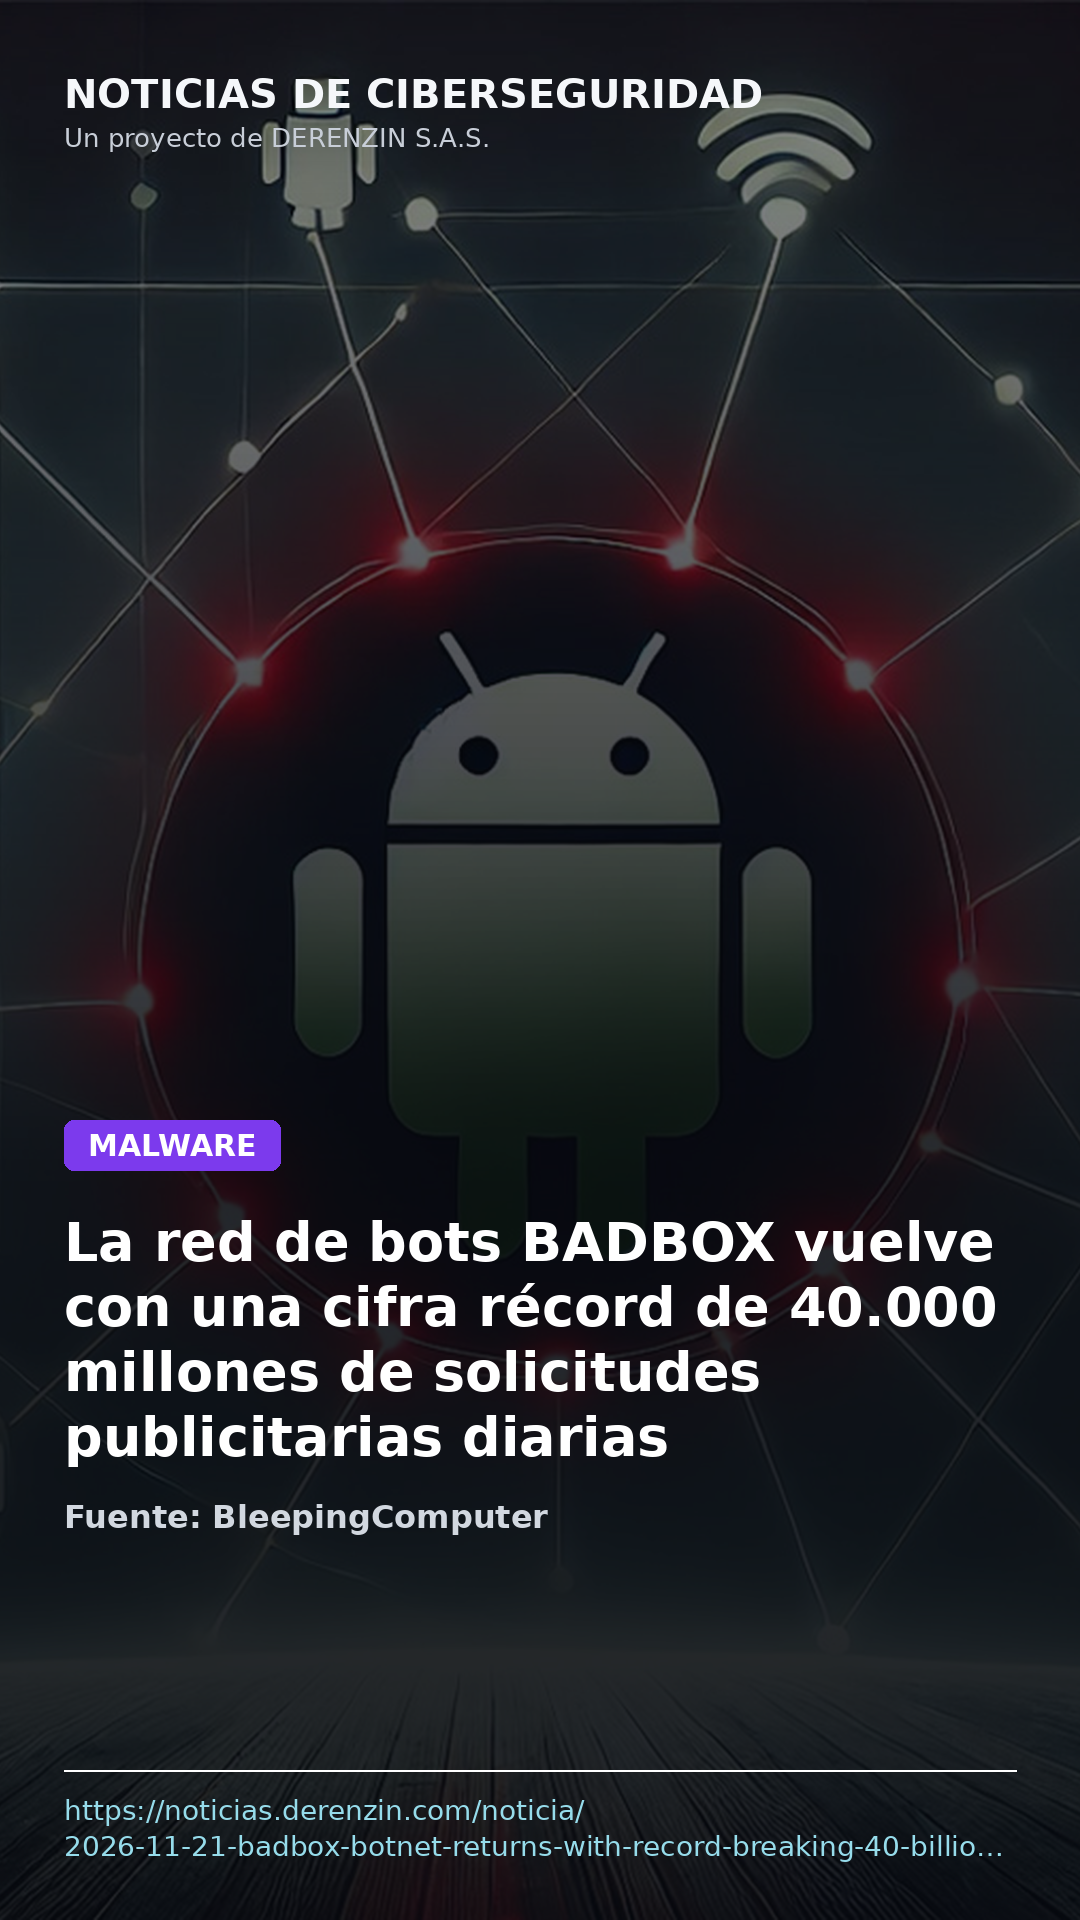 NOTICIAS DE CIBERSEGURIDAD
Un proyecto de DERENZIN S.A.S.
MALWARE
La red de bots BADBOX vuelve
con una cifra récord de 40.000
millones de solicitudes
publicitarias diarias
Fuente: BleepingComputer
https://noticias.derenzin.com/noticia/
2026-11-21-badbox-botnet-returns-with-record-breaking-40-billio…